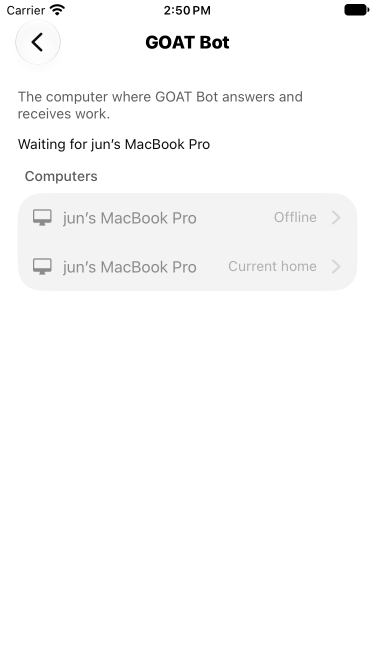 Carrier 2:50 PM
GOAT Bot
The computer where GOAT Bot answers and
receives work.
Waiting for jun’s MacBook Pro
Computers
jun’s MacBook Pro Offline
jun’s MacBook Pro Current home